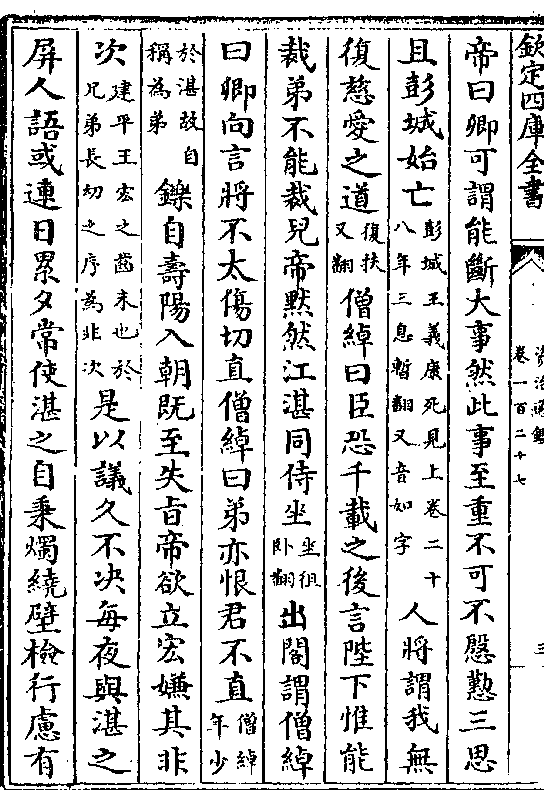 欽定四庫全書
資治通鑑
卷一百二十七
三
帝曰卿可謂能斷大事然此事至重不可不慇懃三思
且彭城始亡彭城王義康死見上卷二十八年三息暫翻又音如字人將謂我無
復慈愛之道復扶又翻僧綽曰臣恐千載之後言陛下惟能
裁弟不能裁兒帝默然江湛同侍坐坐徂卧翻出閤謂僧綽
曰卿向言將不太傷切直僧綽曰弟亦恨君不直僧綽年少
於湛故自稱為弟鑠自壽陽入朝既至失㫖帝欲立宏嫌其非
次建平王宏之齒未也於兄弟長幼之序為非次是以議久不决每夜與湛之
屏人語或連日累夕常使湛之自秉燭繞壁檢行慮有